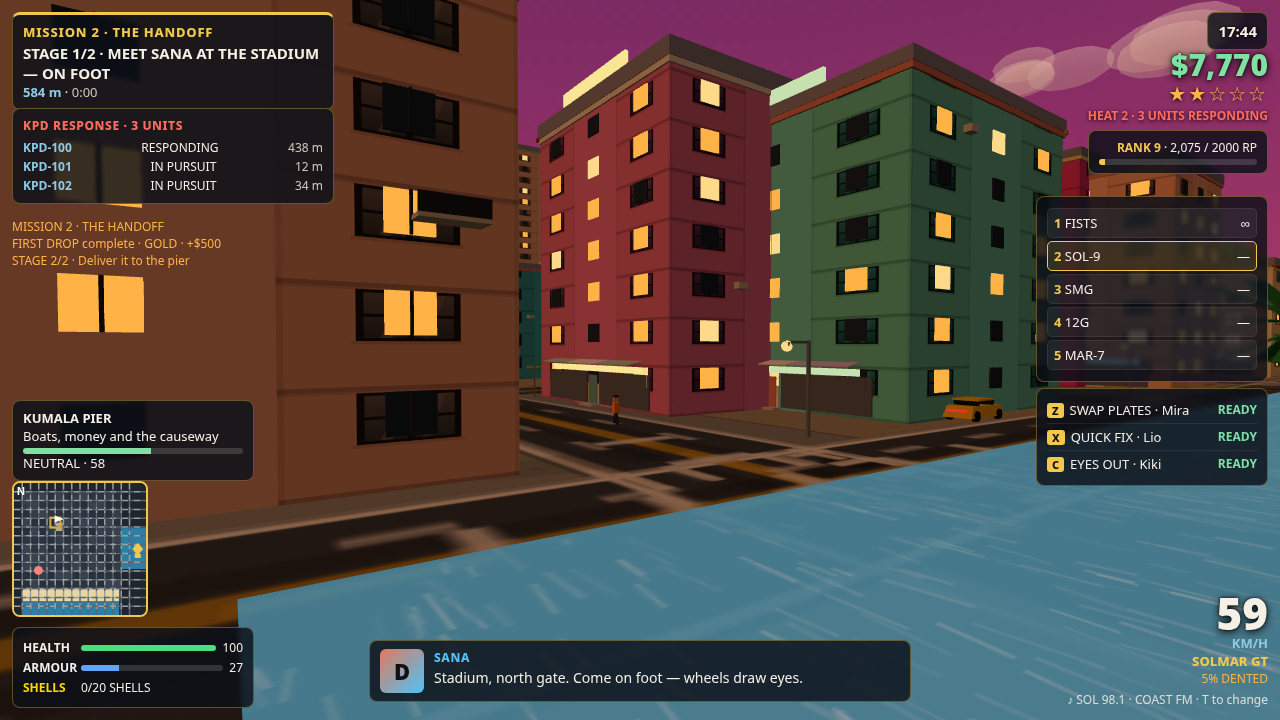 MISSION 2 · THE HANDOFF
STAGE 1/2 · MEET SANA AT THE STADIUM
— ON FOOT
584 m · 0:00
KPD RESPONSE · 3 UNITS
KPD-100 RESPONDING 438 m
KPD-101 IN PURSUIT 12 m
KPD-102 IN PURSUIT 34 m
MISSION 2 · THE HANDOFF
FIRST DROP complete · GOLD · +$500
STAGE 2/2 · Deliver it to the pier
KUMALA PIER
Boats, money and the causeway
NEUTRAL · 58
N
HEALTH 100
ARMOUR 27
SHELLS 0/20 SHELLS
D
SANA
Stadium, north gate. Come on foot — wheels draw eyes.
17:44
$7,770
★★☆☆☆
HEAT 2 · 3 UNITS RESPONDING
RANK 9 · 2,075 / 2000 RP
1 FISTS ∞
2 SOL-9 —
3 SMG —
4 12G —
5 MAR-7 —
Z SWAP PLATES · Mira READY
X QUICK FIX · Lio READY
C EYES OUT · Kiki READY
59
KM/H
SOLMAR GT
5% DENTED
♪ SOL 98.1 · COAST FM · T to change